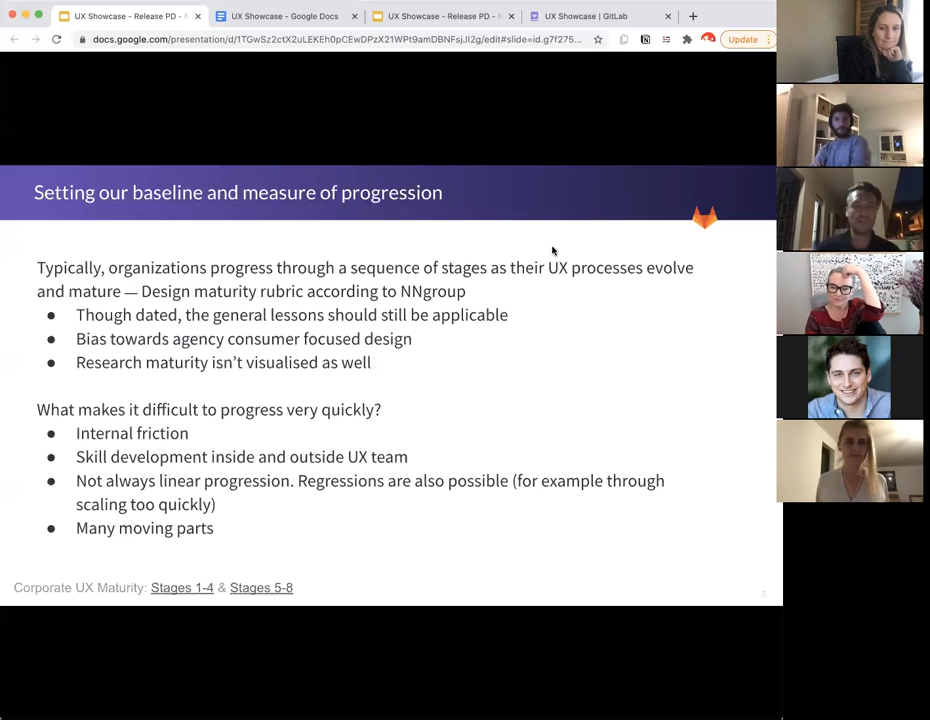 UX Showcase - Release PD -
UX Showcase - Google Docs
UX Showcase - Release PD -
UX Showcase | GitLab
docs.google.com/presentation/d/1TGwSz2ctX2uLEKEh0pCEwDPzX21WPt9amDBNFsjJI2g/edit#slide=id.g7f275...
Update
Setting our baseline and measure of progression
Typically, organizations progress through a sequence of stages as their UX processes evolve
and mature — Design maturity rubric according to NNgroup
● Though dated, the general lessons should still be applicable
● Bias towards agency consumer focused design
● Research maturity isn’t visualised as well
What makes it difficult to progress very quickly?
● Internal friction
● Skill development inside and outside UX team
● Not always linear progression. Regressions are also possible (for example through
scaling too quickly)
● Many moving parts
Corporate UX Maturity: Stages 1-4 & Stages 5-8
3